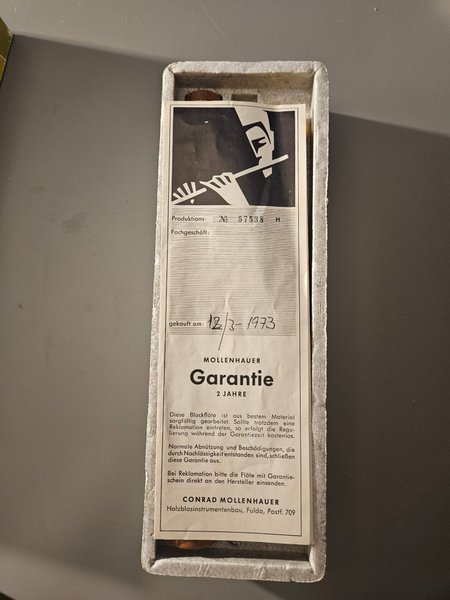 Produktions- № 57538 H
Fachgeschäft:
gekauft am: 12/3-1973
MOLLENHAUER
Garantie
2 JAHRE
Diese Blockflöte ist aus bestem Material
sorgfältig gearbeitet. Sollte trotzdem eine
Reklamation eintreten, so erfolgt die Regu-
lierung während der Garantiezeit kostenlos.
Normale Abnützung und Beschädigungen, die
durch Nachlässigkeit entstanden sind, schließen
diese Garantie aus.
Bei Reklamation bitte die Flöte mit Garantie-
schein direkt an den Hersteller einsenden.
CONRAD MOLLENHAUER
Holzblasinstrumentenbau, Fulda, Postf. 709